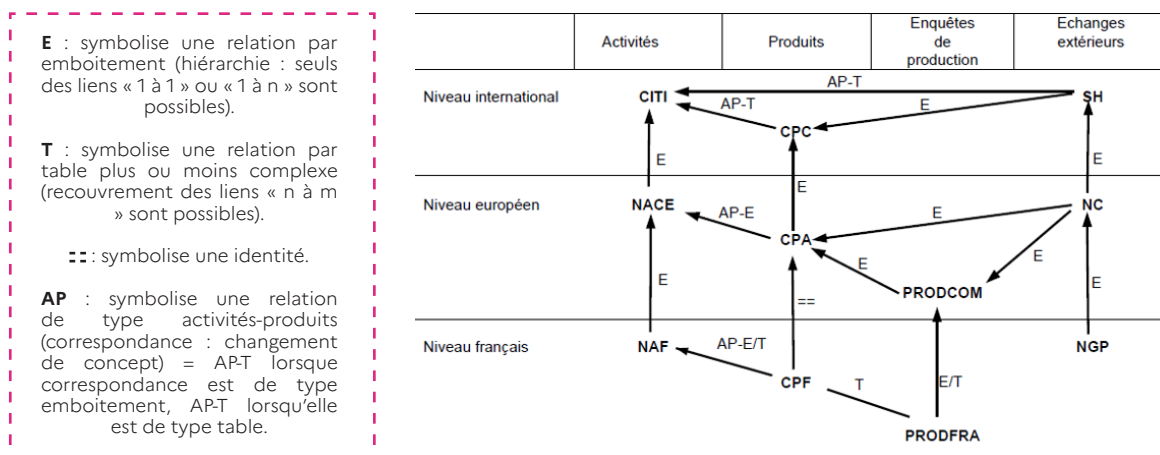 E : symbolise une relation par
emboitement (hiérarchie : seuls
des liens « 1 à 1 » ou « 1 à n » sont
possibles).
T : symbolise une relation par
table plus ou moins complexe
(recouvrement des liens « n à m
» sont possibles).
:: : symbolise une identité.
AP : symbolise une relation
de type activités-produits
(correspondance : changement
de concept) = AP-T lorsque
correspondance est de type
emboitement, AP-T lorsqu'elle
est de type table.
Activités
Produits
Enquêtes
de
production
Echanges
extérieurs
Niveau international
CITI
AP-T
SH
AP-T
E
CPC
E
E
E
Niveau européen
NACE
NC
AP-E
E
CPA
E
E
PRODCOM
E
==
E
Niveau français
NAF
AP-E/T
NGP
CPF
T
E/T
PRODFRA